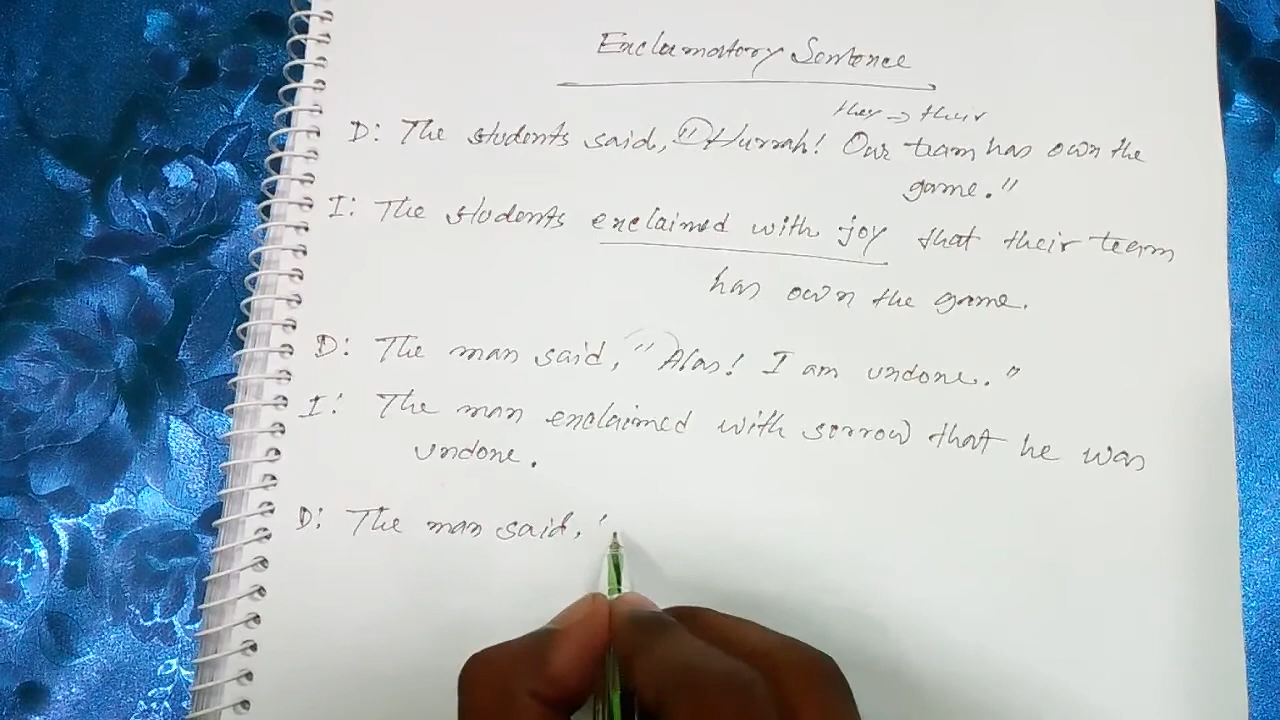 Exclamatory Sentence
they → their
D: The students said, "Hurrah! Our team has own the
game."
I: The students exclaimed with joy that their team
has own the game.
D: The man said, "Alas! I am undone."
I: The man exclaimed with sorrow that he was
undone.
D: The man said, '